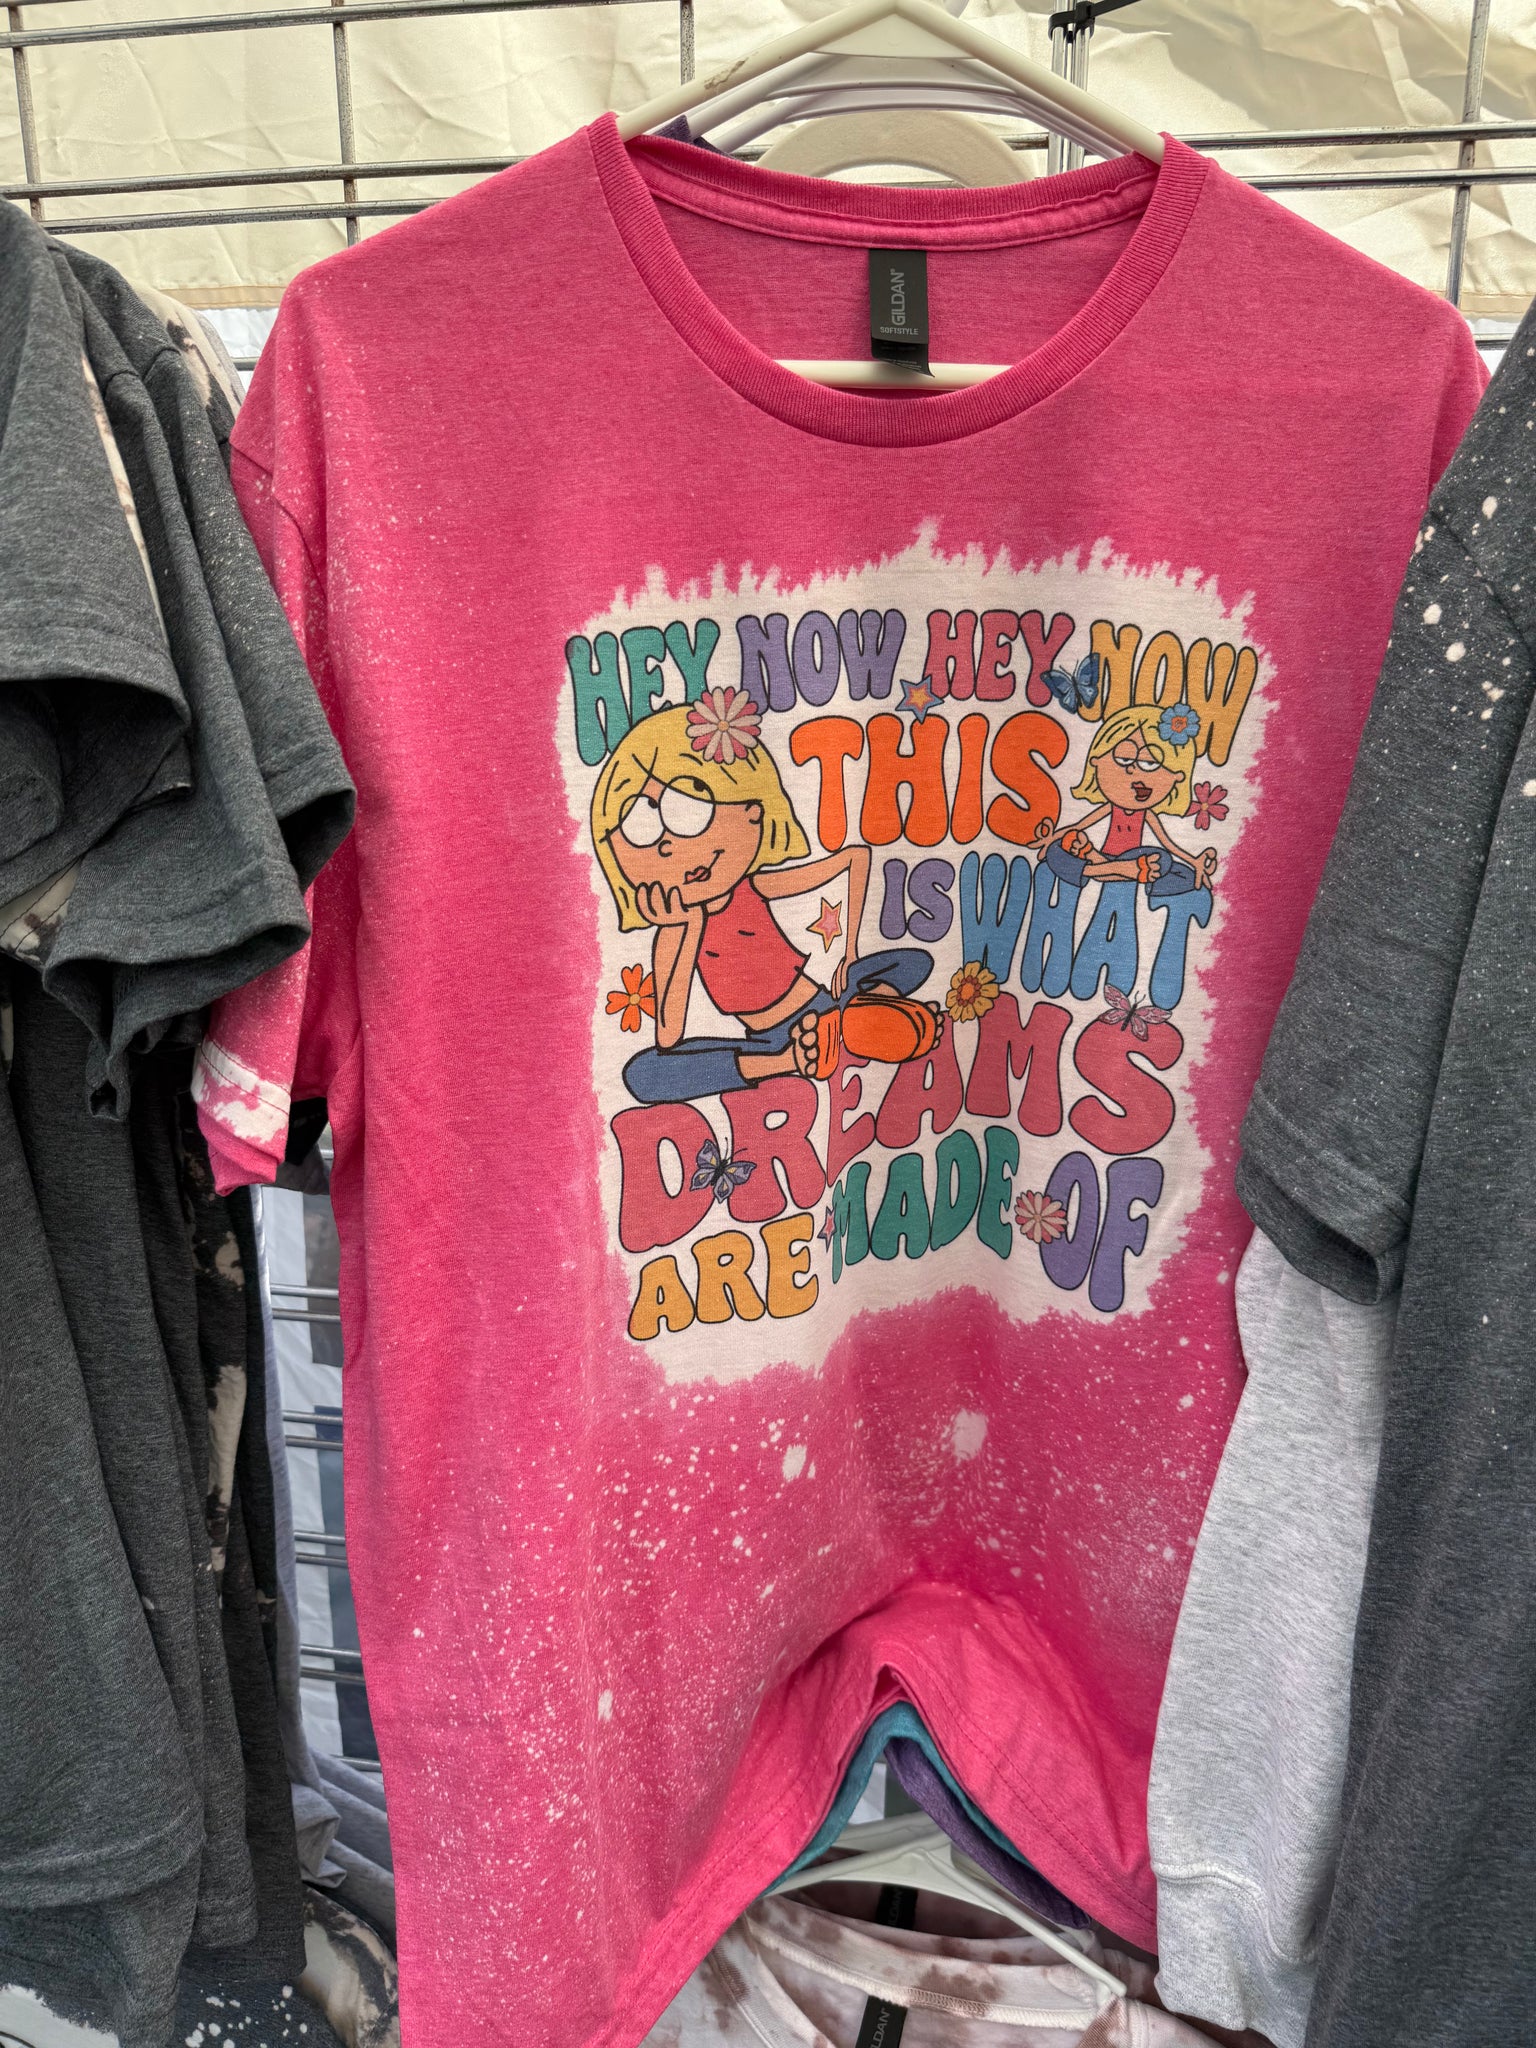 GILDAN
SOFTSTYLE
HEY NOW HEY NOW
THIS
IS WHAT
DREAMS
ARE MADE OF